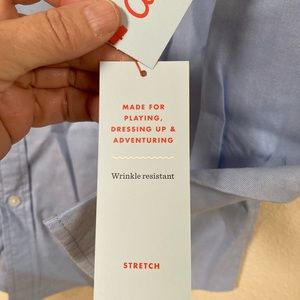 MADE FOR
PLAYING,
DRESSING UP &
ADVENTURING
Wrinkle resistant
STRETCH